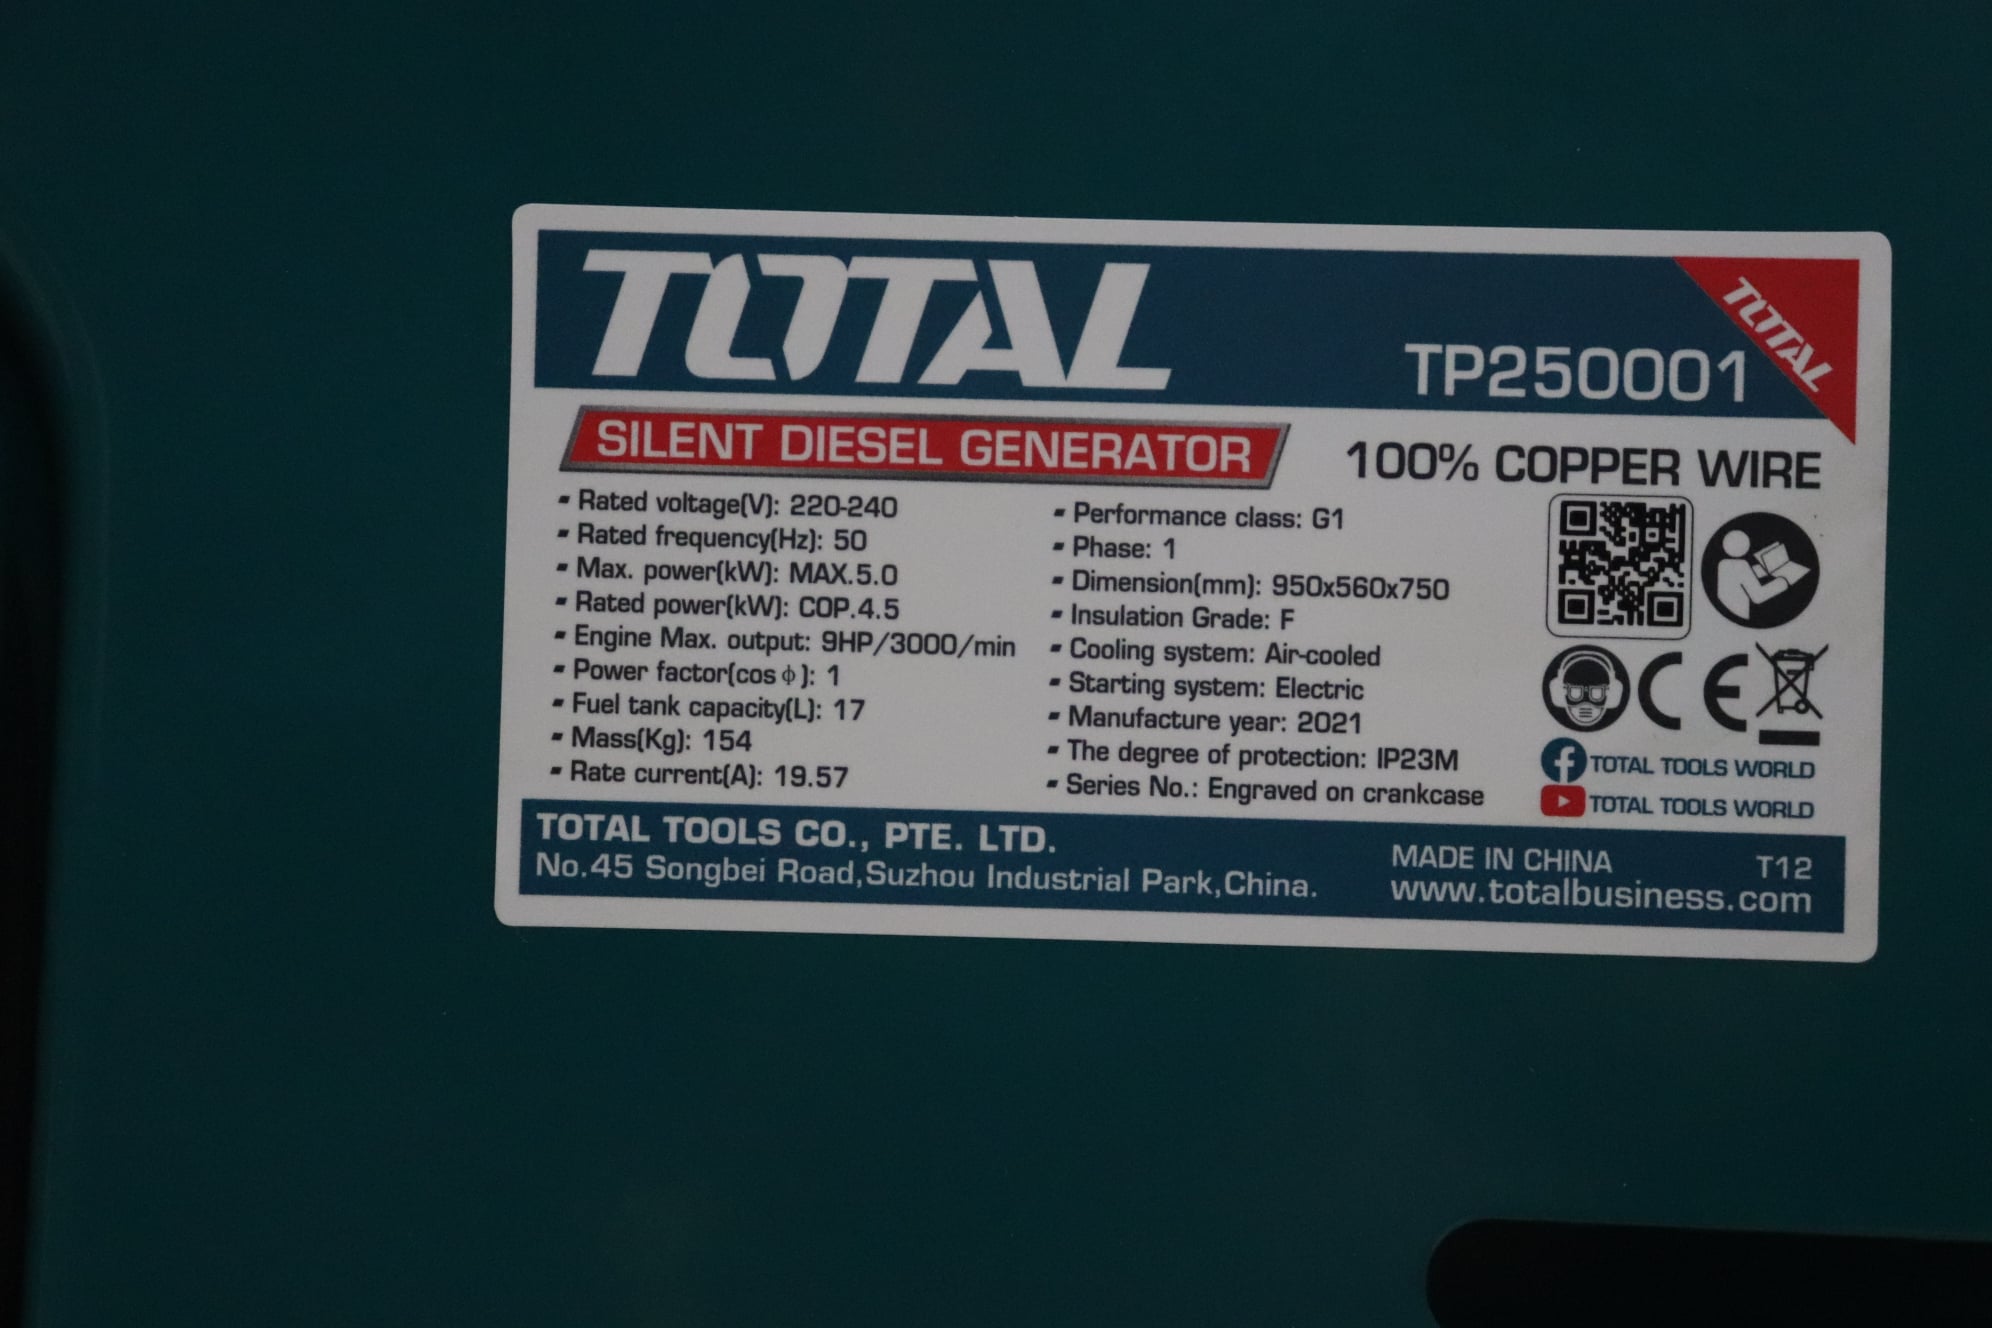 TOTAL
TP250001
TOTAL
SILENT DIESEL GENERATOR
100% COPPER WIRE
- Rated voltage(V): 220-240
- Rated frequency(Hz): 50
- Max. power(kW): MAX.5.0
- Rated power(kW): COP.4.5
- Engine Max. output: 9HP/3000/min
- Power factor(cos ϕ): 1
- Fuel tank capacity(L): 17
- Mass(Kg): 154
- Rate current(A): 19.57
- Performance class: G1
- Phase: 1
- Dimension(mm): 950x560x750
- Insulation Grade: F
- Cooling system: Air-cooled
- Starting system: Electric
- Manufacture year: 2021
- The degree of protection: IP23M
- Series No.: Engraved on crankcase
CE
TOTAL TOOLS WORLD
TOTAL TOOLS WORLD
TOTAL TOOLS CO., PTE. LTD.
No.45 Songbei Road,Suzhou Industrial Park,China.
MADE IN CHINA T12
www.totalbusiness.com